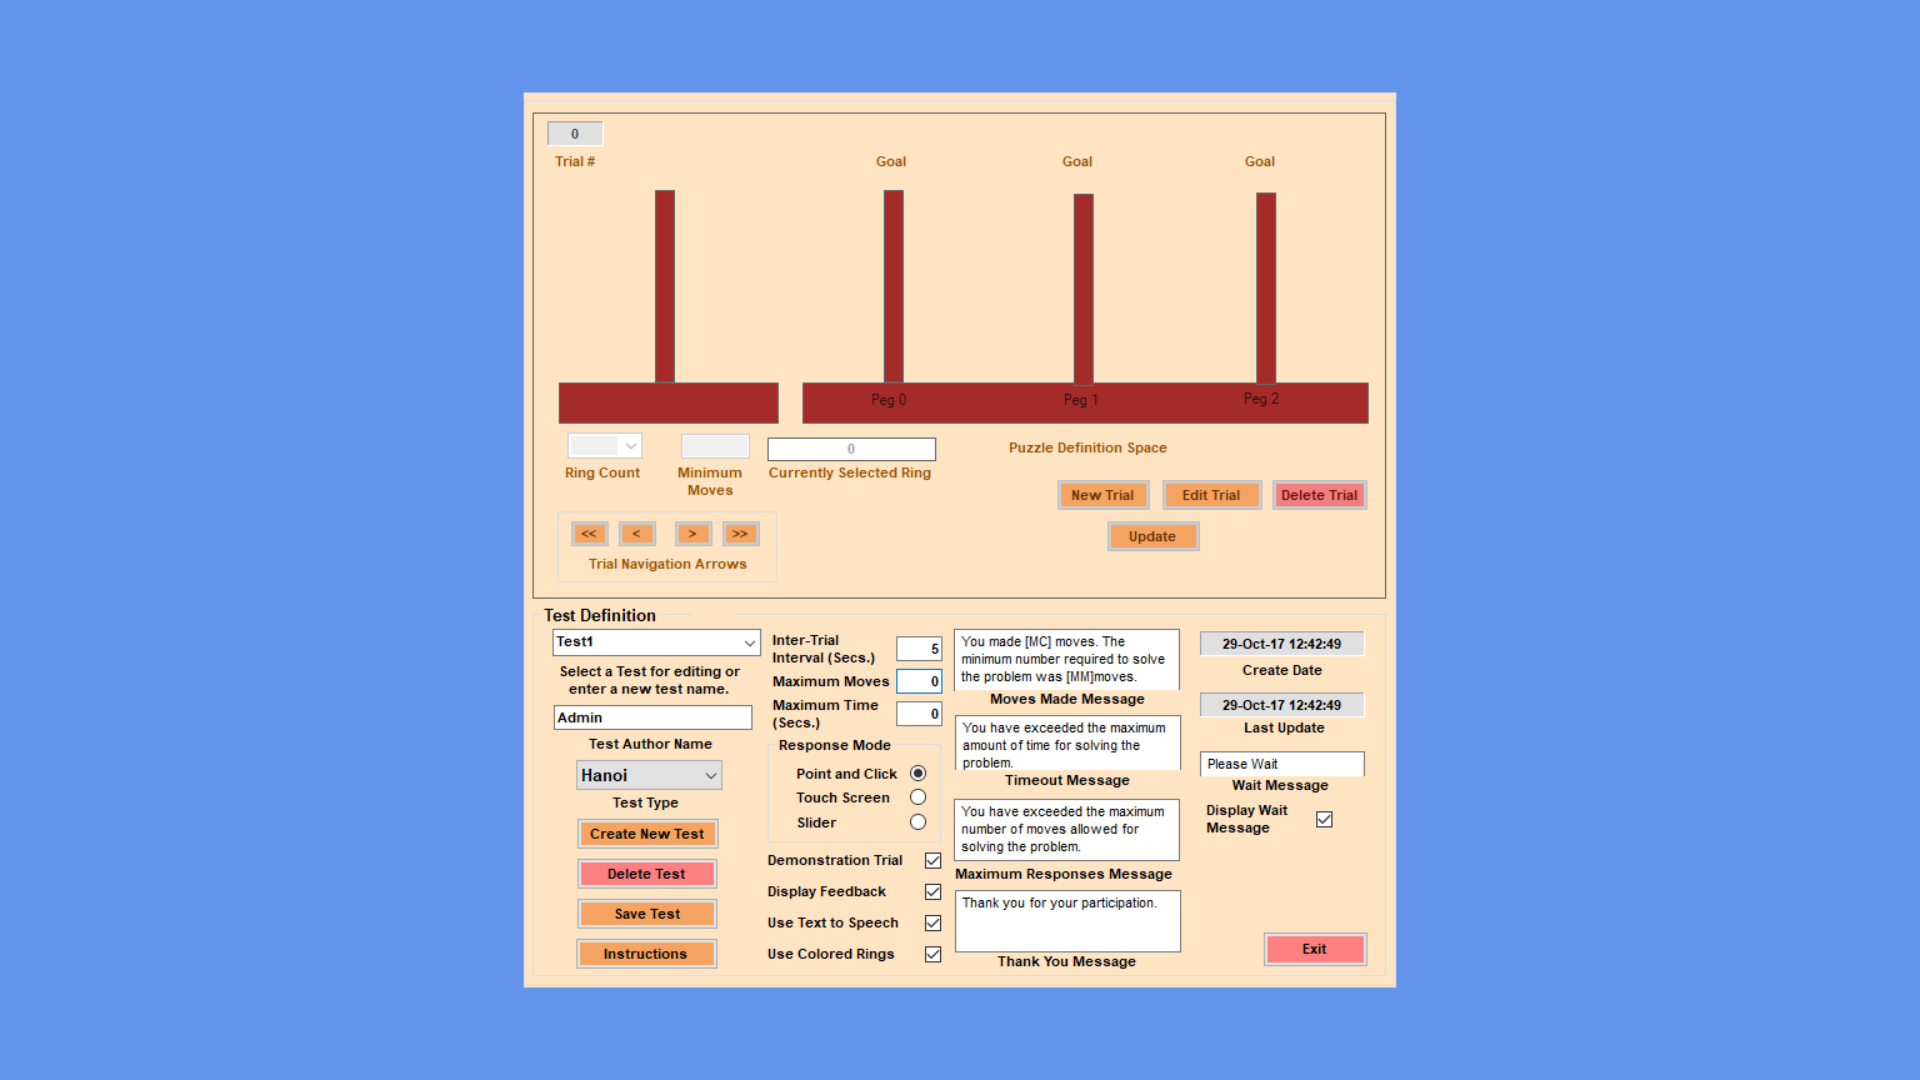 0
Trial #
Goal
Goal
Goal
Peg 0
Peg 1
Peg 2
Ring Count
Minimum
Moves
0
Currently Selected Ring
Puzzle Definition Space
New Trial
Edit Trial
Delete Trial
Update
<<
<
>
>>
Trial Navigation Arrows
Test Definition
Test1
Select a Test for editing or
enter a new test name.
Admin
Test Author Name
Hanoi
Test Type
Create New Test
Delete Test
Save Test
Instructions
Inter-Trial
Interval (Secs.)
5
Maximum Moves
0
Maximum Time
(Secs.)
0
Response Mode
Point and Click
Touch Screen
Slider
Demonstration Trial
Display Feedback
Use Text to Speech
Use Colored Rings
You made [MC] moves. The
minimum number required to solve
the problem was [MM]moves.
Moves Made Message
You have exceeded the maximum
amount of time for solving the
problem.
Timeout Message
You have exceeded the maximum
number of moves allowed for
solving the problem.
Maximum Responses Message
Thank you for your participation.
Thank You Message
29-Oct-17 12:42:49
Create Date
29-Oct-17 12:42:49
Last Update
Please Wait
Wait Message
Display Wait
Message
Exit